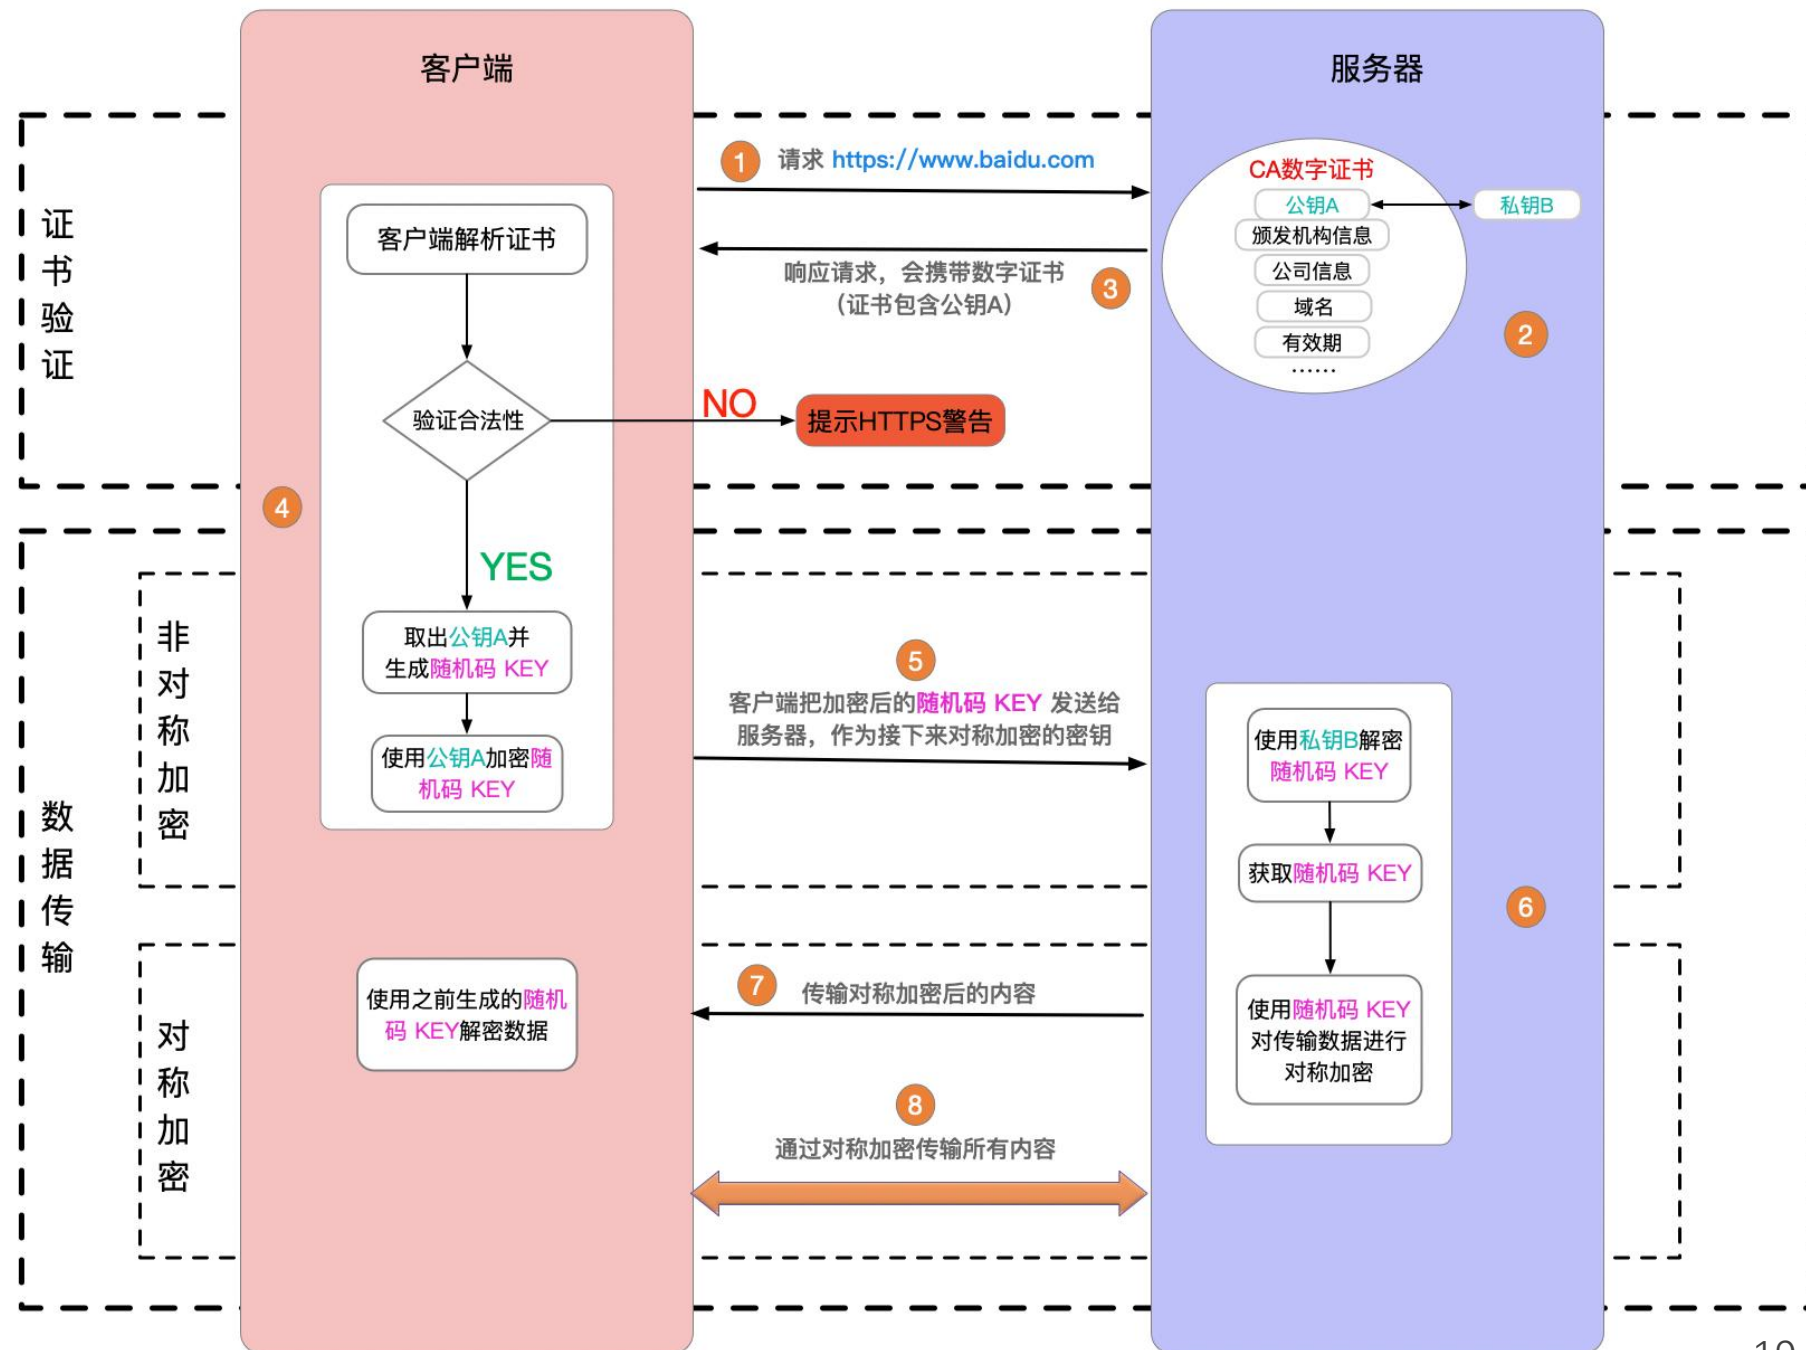 客户端
服务器
证书验证
1 请求 https://www.baidu.com
CA数字证书
公钥A
私钥B
颁发机构信息
公司信息
域名
有效期
......
2
响应请求，会携带数字证书
（证书包含公钥A）
3
客户端解析证书
验证合法性
NO
提示HTTPS警告
4
YES
数据传输
非对称加密
取出公钥A并
生成随机码 KEY
使用公钥A加密随
机码 KEY
5
客户端把加密后的随机码 KEY 发送给
服务器，作为接下来对称加密的密钥
使用私钥B解密
随机码 KEY
获取随机码 KEY
6
对称加密
使用随机码 KEY
对传输数据进行
对称加密
7 传输对称加密后的内容
使用之前生成的随机
码 KEY解密数据
8
通过对称加密传输所有内容